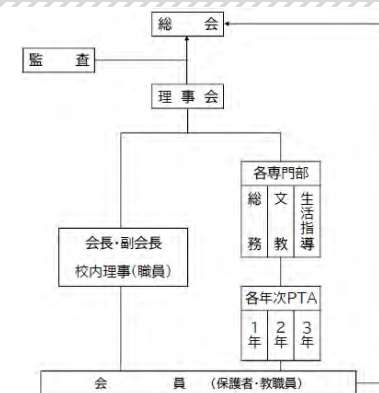 総 会
監 査
理 事 会
各専門部
総務
文教
生活指導
会長・副会長
校内理事(職員)
各年次PTA
1年
2年
3年
会 員 (保護者・教職員)